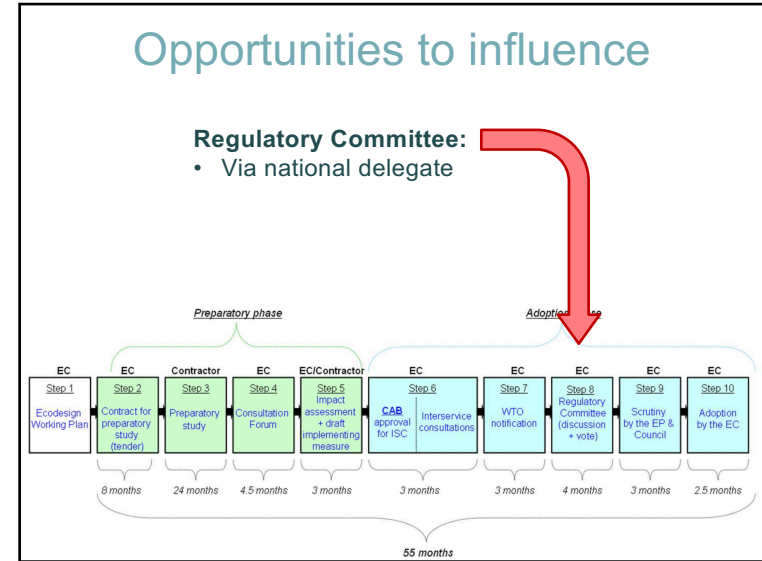 Opportunities to influence
Regulatory Committee:
• Via national delegate
Preparatory phase
EC
EC
Contractor
EC
EC/Contractor
EC
EC
EC
EC
EC
Step 1
Ecodesign
Working Plan
Step 2
Contract for
preparatory
study
(tender)
Step 3
Preparatory
study
Step 4
Consultation
Forum
Step 5
Impact
assessment
+ draft
implementing
measure
Step 6
CAB
approval
for ISC
Interservice
consultations
Step 7
WTO
notification
Step 8
Regulatory
Committee
(discussion
+ vote)
Step 9
Scrutiny
by the EP &
Council
Step 10
Adoption
by the EC
8 months
24 months
4.5 months
3 months
3 months
3 months
4 months
3 months
2.5 months
55 months